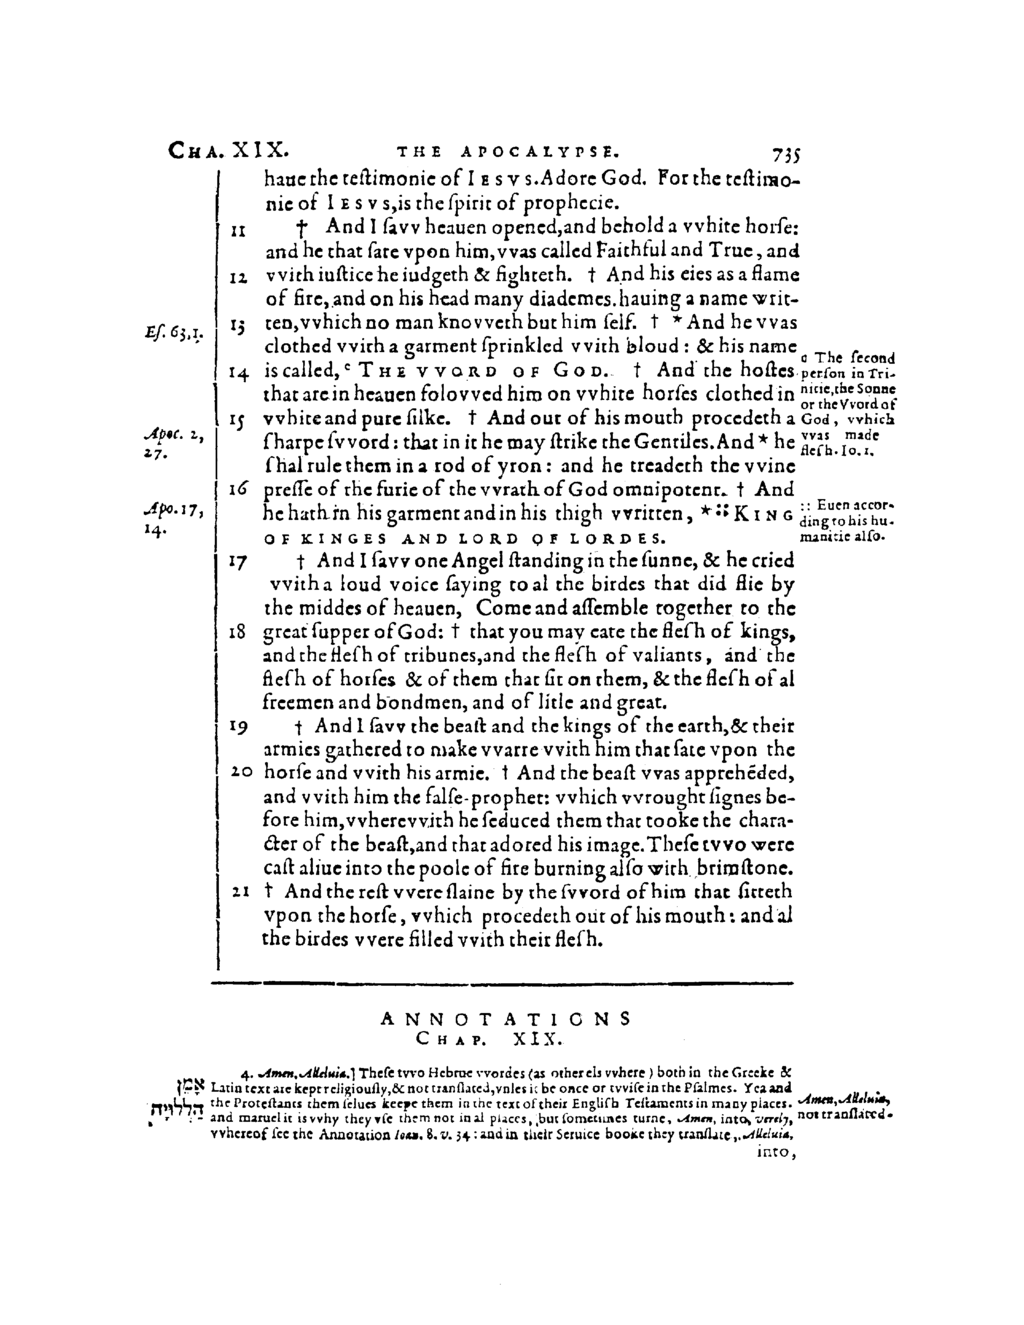 CHA. XIX. THE APOCALYPSE. 735
haue the teſtimonie of IESVS. Adore God. For the teſtimo-
nie of IESVS, is the ſpirit of prophecie.
11 † And I ſavv heauen opened, and behold a vvhite horſe:
and he that ſate vpon him, vvas called Faithful and True, and
12 vvith iuſtice he iudgeth & fighteth. † And his eies as a flame
of fire, and on his head many diademes. hauing a name writ-
Eſ. 63,1. 13 ten, vvhich no man knovveth but him ſelf. † * And he vvas
clothed vvith a garment ſprinkled vvith bloud: & his name
14 is called, c THE VVORD OF GOD. † And the hoſtes
that are in heauen folovved him on vvhite horſes clothed in
15 vvhite and pure ſilke. † And out of his mouth procedeth a
Apoc. 2, 27. ſharpe ſvvord: that in it he may ſtrike the Gentiles. And * he
ſhal rule them in a rod of yron: and he treadeth the vvine
16 preſſe of the furie of the vvrath of God omnipotent. † And
Apo. 17, 14. he hath in his garment and in his thigh vvritten, * :: KING
OF KINGES AND LORD OF LORDES.
c The ſecond
perſon in Tri-
nitie, the Sonne
or the Vvord of
God, vvhich
vvas made
fleſh. Io. 1.
:: Euen accor-
ding to his hu-
manitie alſo.
17 † And I ſavv one Angel ſtanding in the ſunne, & he cried
vvith a loud voice ſaying to al the birdes that did flie by
the middes of heauen, Come and aſſemble together to the
18 great ſupper of God: † that you may eate the fleſh of kings,
and the fleſh of tribunes, and the fleſh of valiants, and the
fleſh of horſes & of them that ſit on them, & the fleſh of al
freemen and bondmen, and of litle and great.
19 † And I ſavv the beaſt and the kings of the earth, & their
armies gathered to make vvarre vvith him that ſate vpon the
20 horſe and vvith his armie. † And the beaſt vvas apprehēded,
and vvith him the falſe-prophet: vvhich vvrought ſignes be-
fore him, vvherevvith he ſeduced them that tooke the chara-
cter of the beaſt, and that adored his image. Theſe tvvo were
caſt aliue into the poole of fire burning alſo with brimſtone.
21 † And the reſt vvere ſlaine by the ſvvord of him that ſitteth
vpon the horſe, vvhich procedeth out of his mouth: and al
the birdes vvere filled vvith their fleſh.
ANNOTATIONS
CHAP. XIX.
4. Amen, Alleluia.] Theſe tvvo Hebrue vvordes (as other els vvhere) both in the Greeke &
אָמֵן Latin text are kept religiouſly, & not tranſlated, vnles it be once or tvviſe in the Pſalmes. Yea and
הַלְלוּיָהּ the Proteſtants them ſelues keepe them in the text of their Engliſh Teſtaments in many places.
and maruel it is vvhy they vſe them not in al places, but ſometimes turne, Amen, into, verely,
vvhereof ſee the Annotation Ioan. 8. v. 34: and in their Seruice booke they tranſlate, Alleluia,
into,
Amen, Alleluia,
not tranſlated.